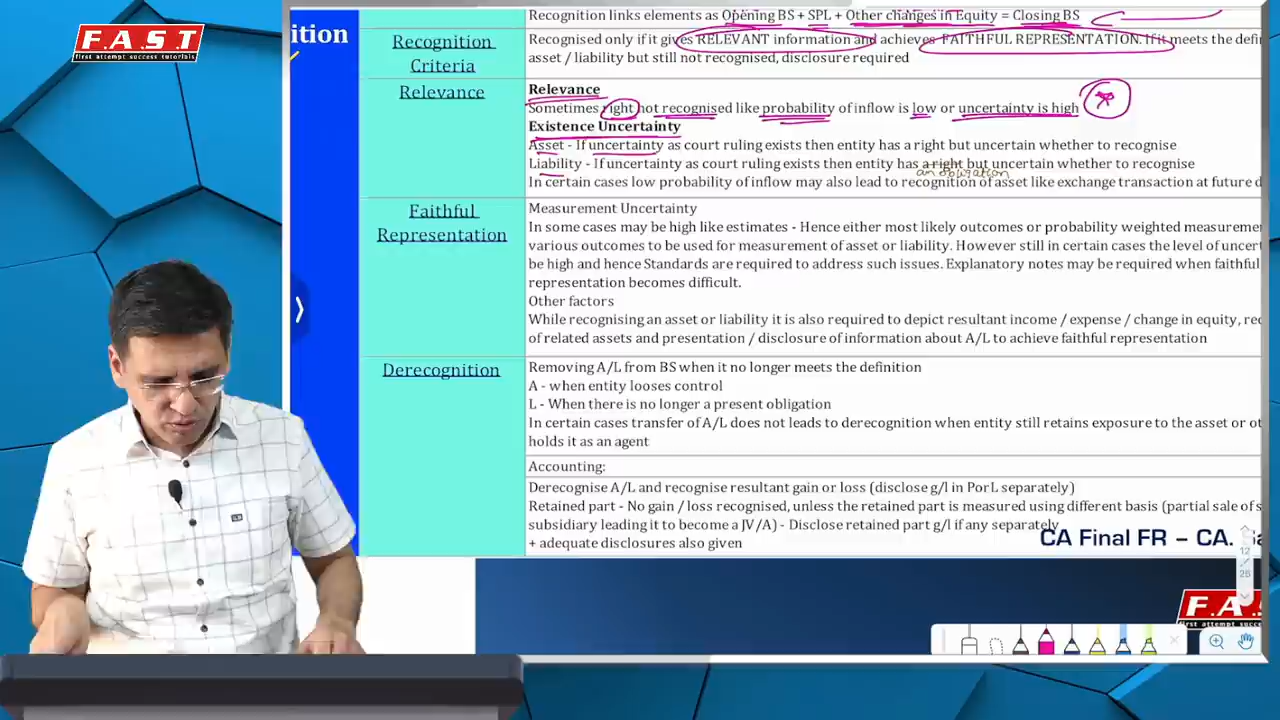 F.A.S.T
first attempt success tutorials
ition
Recognition links elements as Opening BS + SPL + Other changes in Equity = Closing BS
Recognition
Criteria
Recognised only if it gives RELEVANT information and achieves FAITHFUL REPRESENTATION. If it meets the defi
asset / liability but still not recognised, disclosure required
Relevance
Relevance
Sometimes right not recognised like probability of inflow is low or uncertainty is high
Existence Uncertainty
Asset - If uncertainty as court ruling exists then entity has a right but uncertain whether to recognise
Liability - If uncertainty as court ruling exists then entity has a right but uncertain whether to recognise
an obligation
In certain cases low probability of inflow may also lead to recognition of asset like exchange transaction at future d
Faithful
Representation
Measurement Uncertainty
In some cases may be high like estimates - Hence either most likely outcomes or probability weighted measureme
various outcomes to be used for measurement of asset or liability. However still in certain cases the level of uncert
be high and hence Standards are required to address such issues. Explanatory notes may be required when faithful
representation becomes difficult.
Other factors
While recognising an asset or liability it is also required to depict resultant income / expense / change in equity, rec
of related assets and presentation / disclosure of information about A/L to achieve faithful representation
Derecognition
Removing A/L from BS when it no longer meets the definition
A - when entity looses control
L - When there is no longer a present obligation
In certain cases transfer of A/L does not leads to derecognition when entity still retains exposure to the asset or ot
holds it as an agent
Accounting:
Derecognise A/L and recognise resultant gain or loss (disclose g/l in PorL separately)
Retained part - No gain / loss recognised, unless the retained part is measured using different basis (partial sale of s
subsidiary leading it to become a JV/A) - Disclose retained part g/l if any separately
+ adequate disclosures also given
CA Final FR – CA.
12
/
25
F.A.
first attempt succe